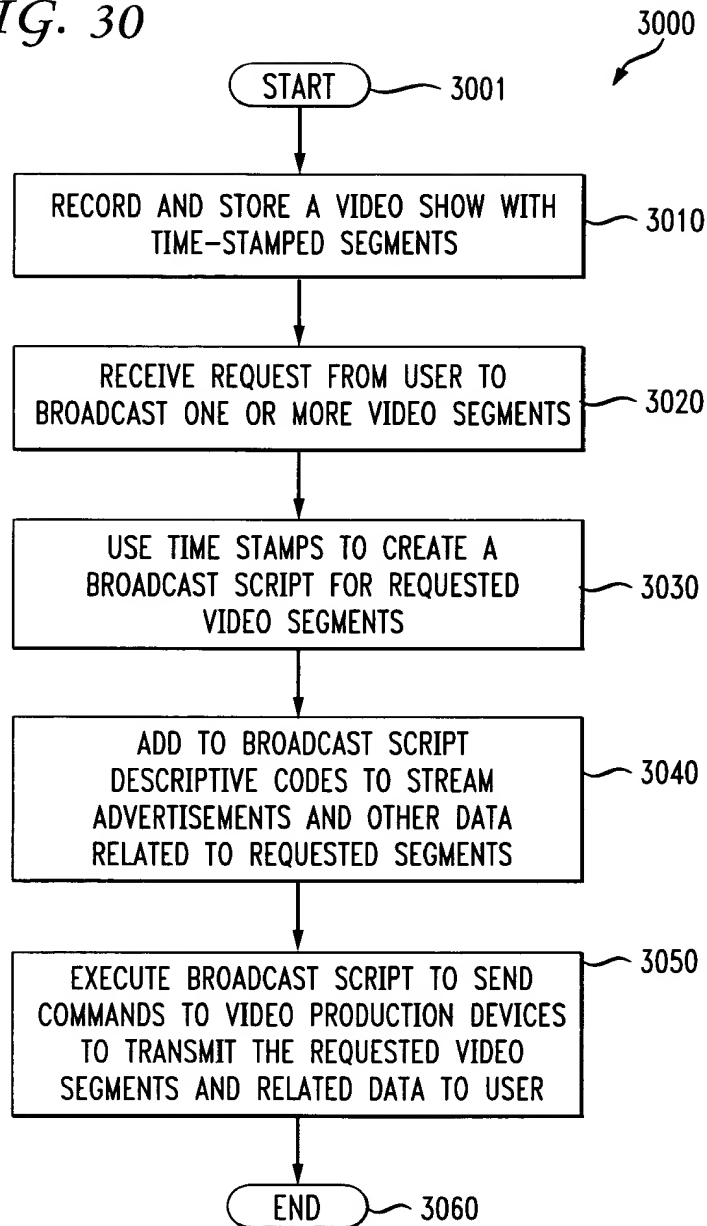 FIG. 30
3000
START
3001
RECORD AND STORE A VIDEO SHOW WITH
TIME-STAMPED SEGMENTS
3010
RECEIVE REQUEST FROM USER TO
BROADCAST ONE OR MORE VIDEO SEGMENTS
3020
USE TIME STAMPS TO CREATE A
BROADCAST SCRIPT FOR REQUESTED
VIDEO SEGMENTS
3030
ADD TO BROADCAST SCRIPT
DESCRIPTIVE CODES TO STREAM
ADVERTISEMENTS AND OTHER DATA
RELATED TO REQUESTED SEGMENTS
3040
EXECUTE BROADCAST SCRIPT TO SEND
COMMANDS TO VIDEO PRODUCTION DEVICES
TO TRANSMIT THE REQUESTED VIDEO
SEGMENTS AND RELATED DATA TO USER
3050
END
3060